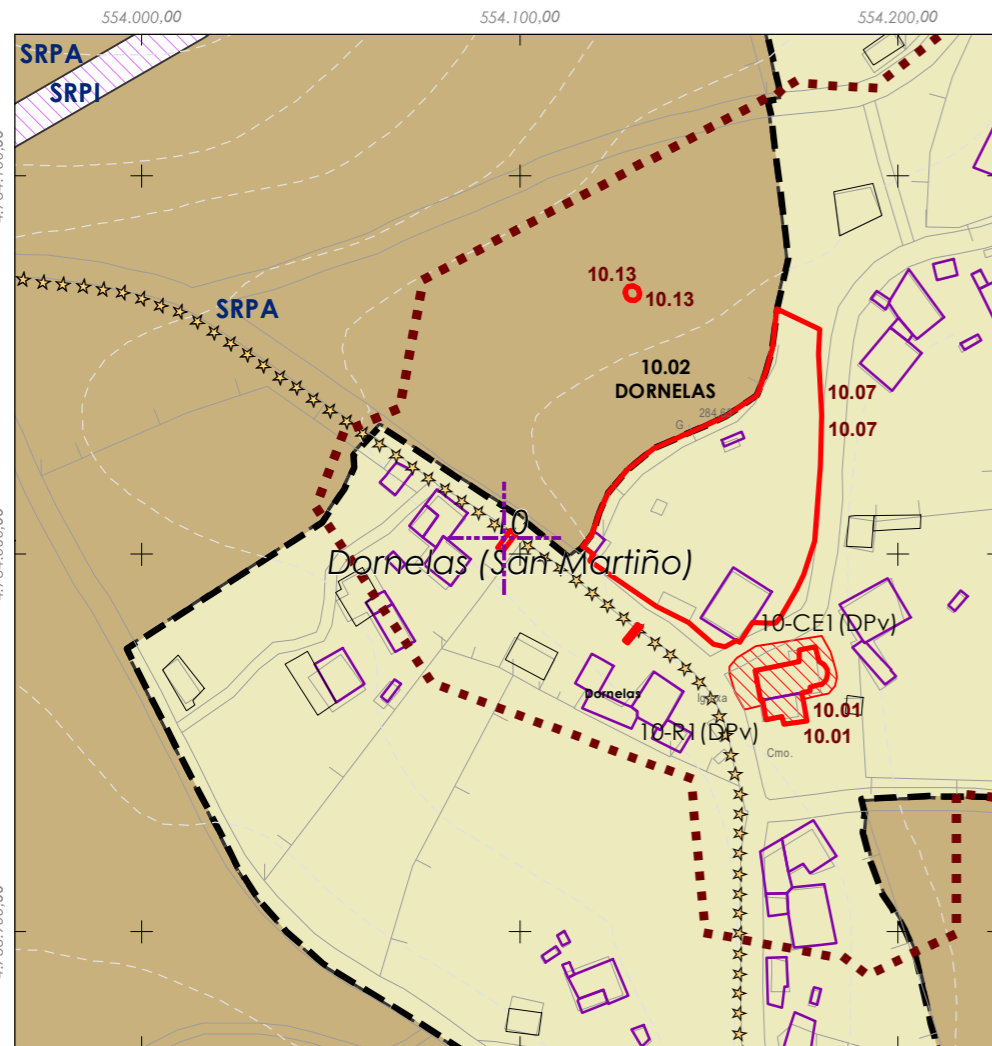 554.000,00
554.100,00
554.200,00
SRPA
SRPI
SRPA
10.13
10.13
10.02
DORNELAS
10.07
10.07
G
10
Dornelas (San Martiño)
10-CE1(DPv)
Dornelas
Igrexa
10.01
10-R1(DPv)
10.01
Cmo.